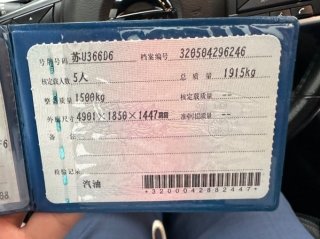 号牌号码 苏U366D6 档案编号 320504296246
核定载人数 5人 总质量 1915kg
整备质量 1500kg 核定载质量 --
外廓尺寸 4901×1850×1447mm 准牵引总质量 --
备注
检验记录
汽油 *3200042882447*